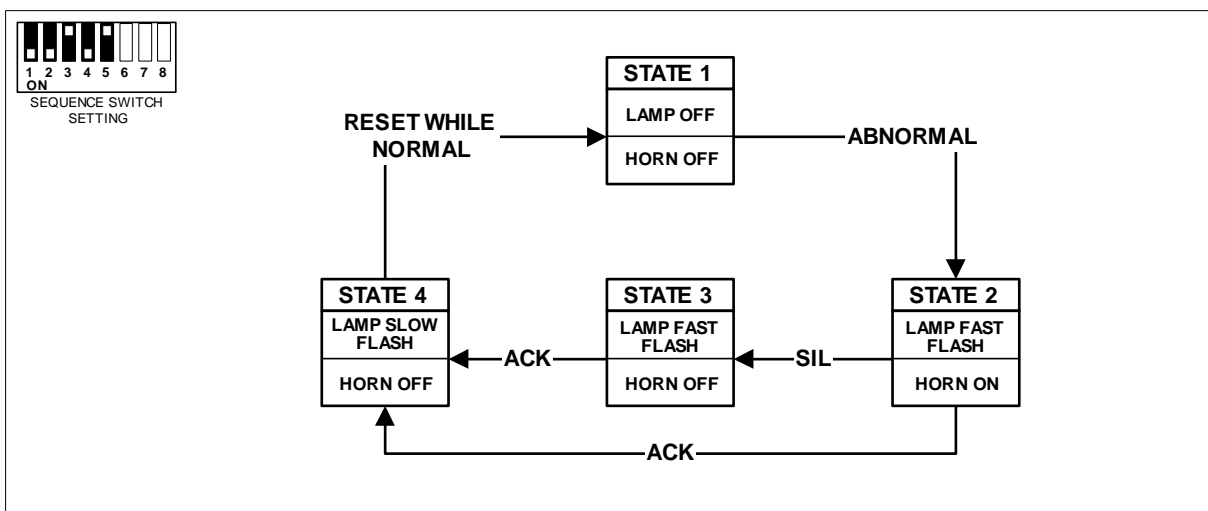 1 2 3 4 5 6 7 8
ON
SEQUENCE SWITCH
SETTING
STATE 1
LAMP OFF
HORN OFF
RESET WHILE
NORMAL
ABNORMAL
STATE 4
LAMP SLOW
FLASH
HORN OFF
ACK
STATE 3
LAMP FAST
FLASH
HORN OFF
SIL
STATE 2
LAMP FAST
FLASH
HORN ON
ACK